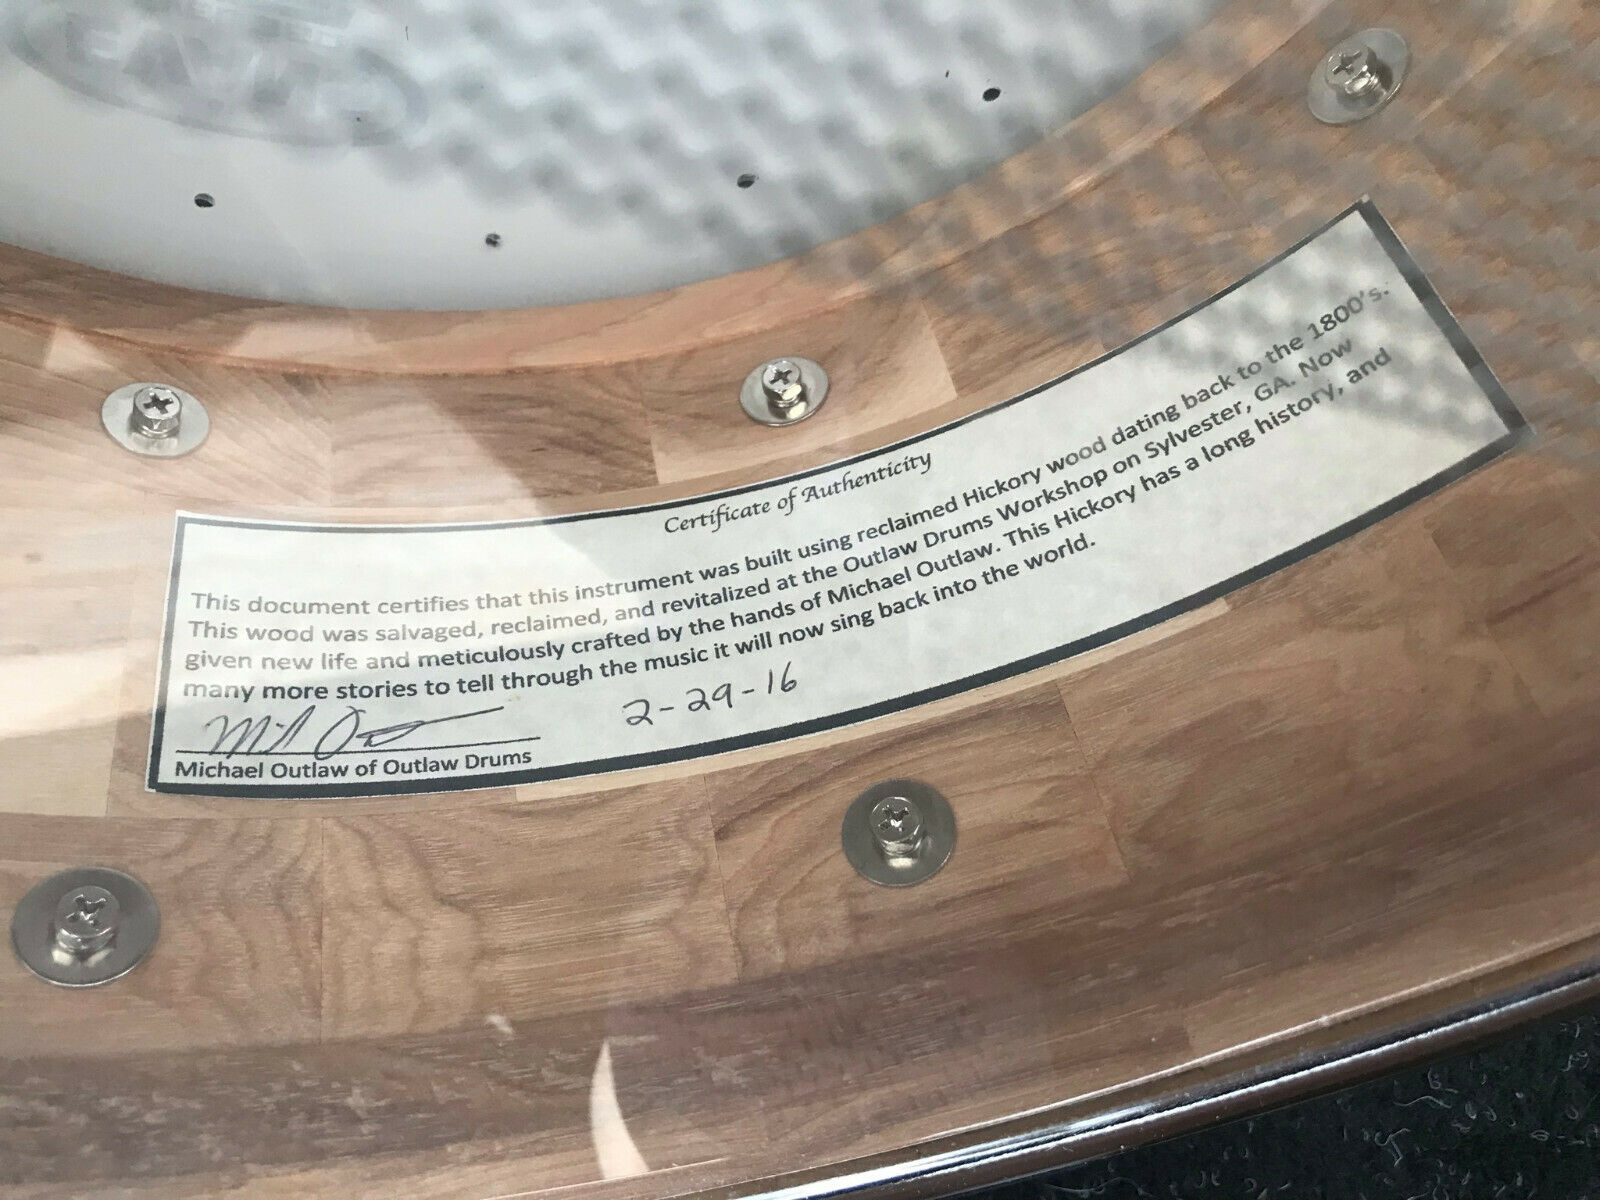 Certificate of Authenticity
This document certifies that this instrument was built using reclaimed Hickory wood dating back to the 1800's.
This wood was salvaged, reclaimed, and revitalized at the Outlaw Drums Workshop on Sylvester, GA. Now
given new life and meticulously crafted by the hands of Michael Outlaw. This Hickory has a long history, and
many more stories to tell through the music it will now sing back into the world.
2-29-16
Michael Outlaw of Outlaw Drums